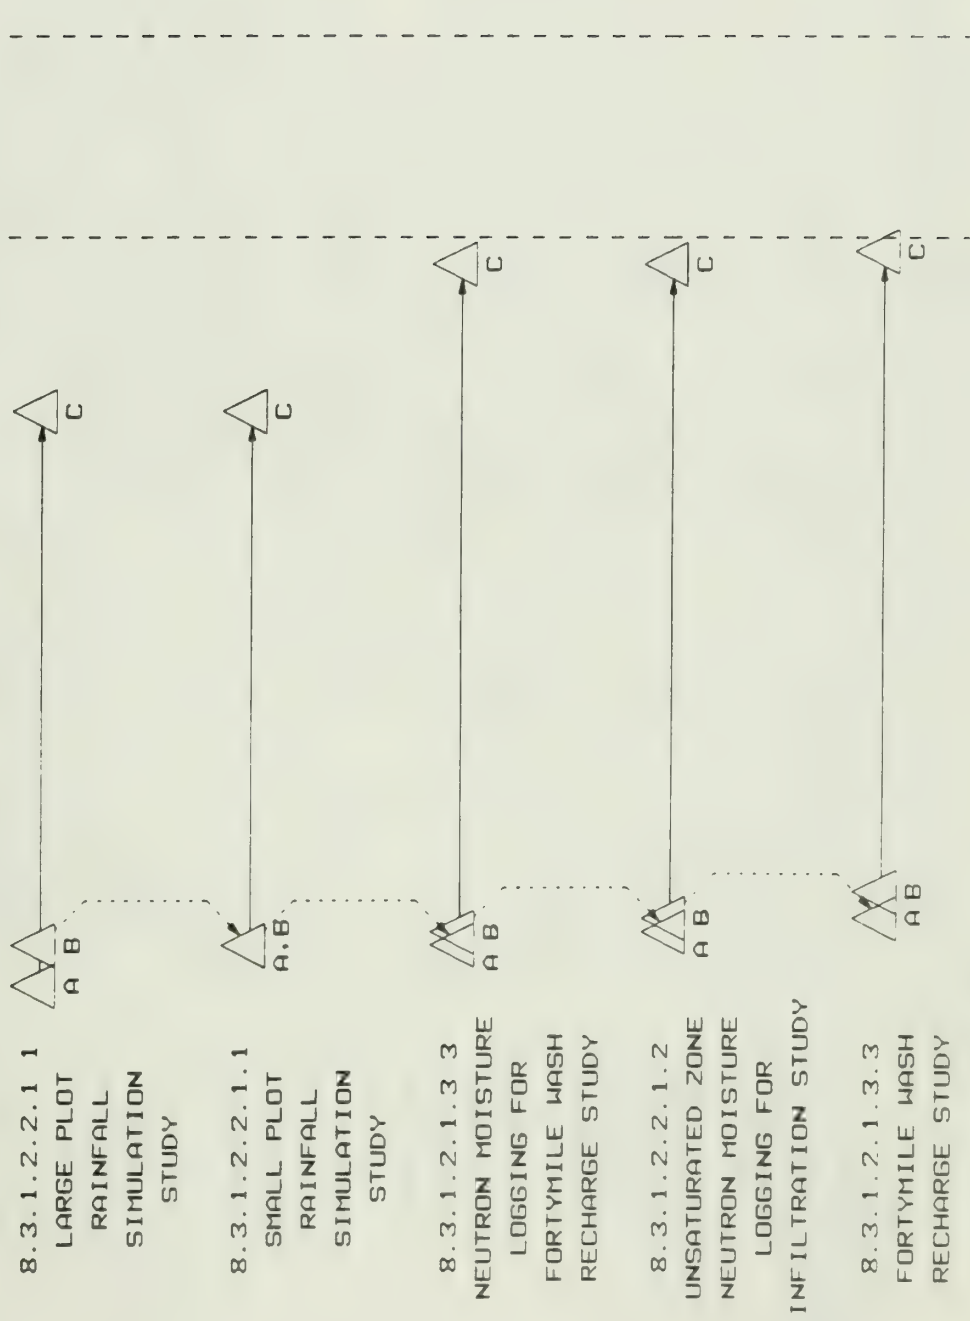 8.3.1.2.2.1 1
LARGE PLOT
RAINFALL
SIMULATION
STUDY
A B
C
8.3.1.2.2.1.1
SMALL PLOT
RAINFALL
SIMULATION
STUDY
A,B
C
8.3.1.2.1.3 3
NEUTRON MOISTURE
LOGGING FOR
FORTYMILE WASH
RECHARGE STUDY
A B
C
8.3.1.2.2.1.2
UNSATURATED ZONE
NEUTRON MOISTURE
LOGGING FOR
INFILTRATION STUDY
A B
C
8.3.1.2.1.3.3
FORTYMILE WASH
RECHARGE STUDY
A B
C